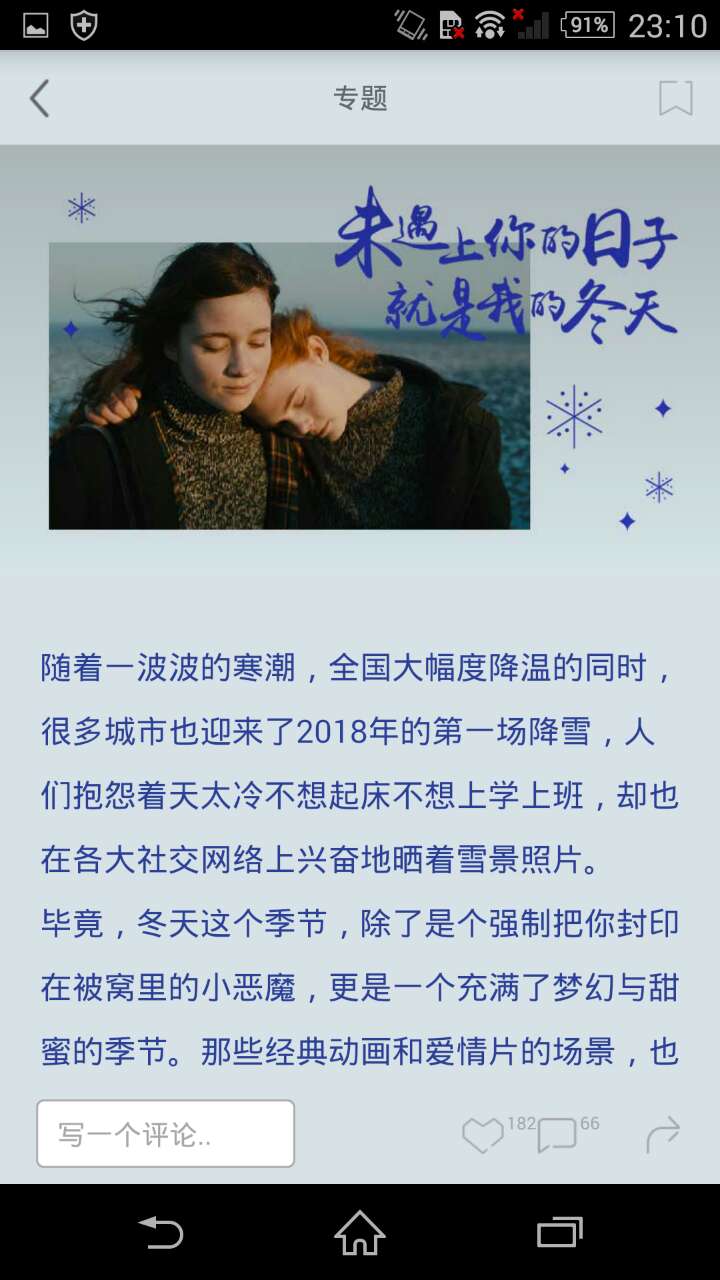 91% 23:10
专题
未遇上你的日子
就是我的冬天
随着一波波的寒潮，全国大幅度降温的同时，
很多城市也迎来了2018年的第一场降雪，人
们抱怨着天太冷不想起床不想上学上班，却也
在各大社交网络上兴奋地晒着雪景照片。
毕竟，冬天这个季节，除了是个强制把你封印
在被窝里的小恶魔，更是一个充满了梦幻与甜
蜜的季节。那些经典动画和爱情片的场景，也
写一个评论.. 182 66